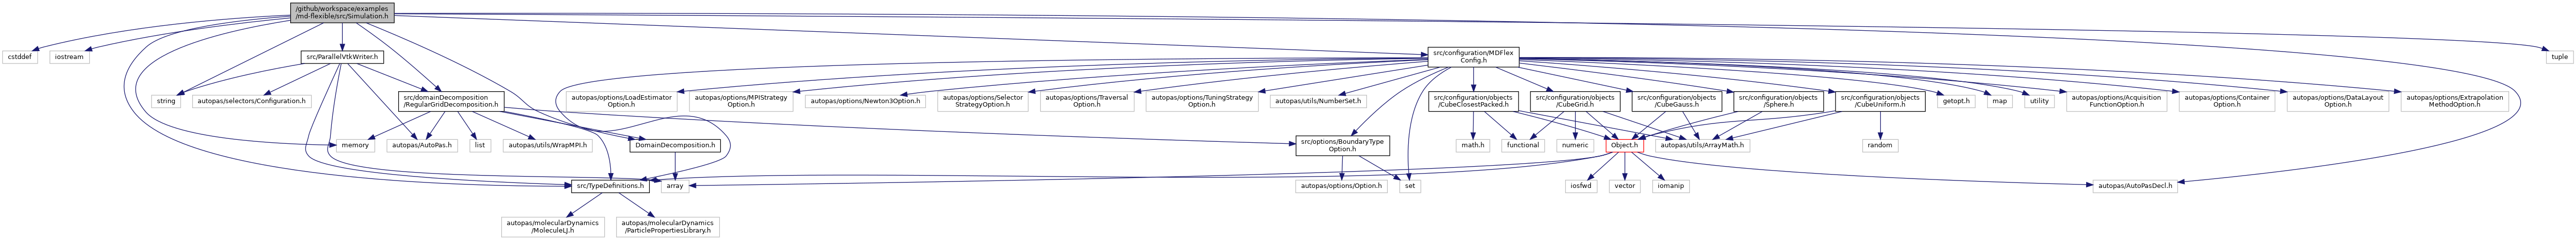 /github/workspace/examples
/md-flexible/src/Simulation.h
cstddef
iostream
src/ParallelVtkWriter.h
src/configuration/MDFlex
Config.h
tuple
string
autopas/selectors/Configuration.h
src/domainDecomposition
/RegularGridDecomposition.h
autopas/options/LoadEstimator
Option.h
autopas/options/MPIStrategy
Option.h
autopas/options/Newton3Option.h
autopas/options/Selector
StrategyOption.h
autopas/options/Traversal
Option.h
autopas/options/TuningStrategy
Option.h
autopas/utils/NumberSet.h
src/configuration/objects
/CubeClosestPacked.h
src/configuration/objects
/CubeGrid.h
src/configuration/objects
/CubeGauss.h
src/configuration/objects
/Sphere.h
src/configuration/objects
/CubeUniform.h
getopt.h
map
utility
autopas/options/Acquisition
FunctionOption.h
autopas/options/Container
Option.h
autopas/options/DataLayout
Option.h
autopas/options/Extrapolation
MethodOption.h
memory
autopas/AutoPas.h
list
autopas/utils/WrapMPI.h
DomainDecomposition.h
src/options/BoundaryType
Option.h
math.h
functional
numeric
Object.h
autopas/utils/ArrayMath.h
random
src/TypeDefinitions.h
array
autopas/options/Option.h
set
iosfwd
vector
iomanip
autopas/AutoPasDecl.h
autopas/molecularDynamics
/MoleculeLJ.h
autopas/molecularDynamics
/ParticlePropertiesLibrary.h